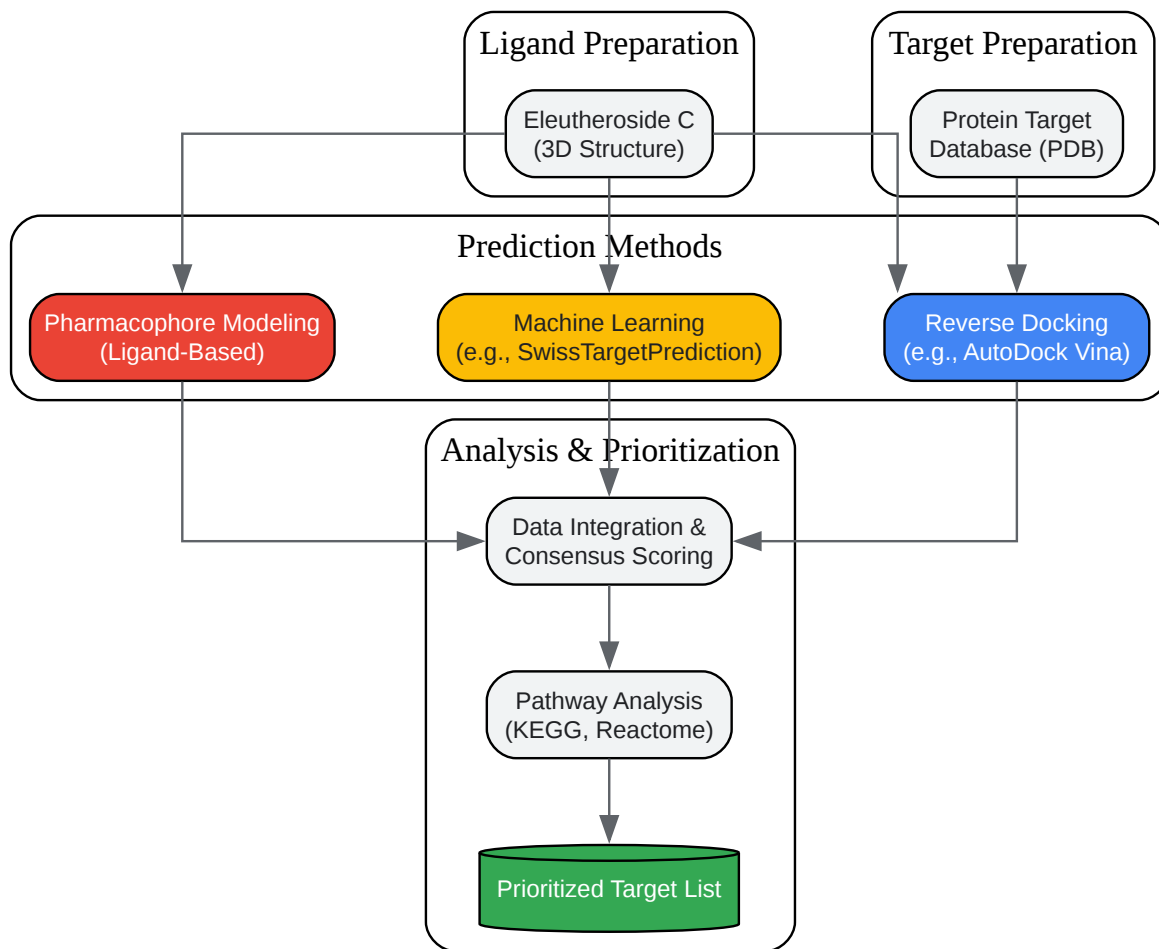 Ligand Preparation
Target Preparation
Eleutheroside C
(3D Structure)
Protein Target
Database (PDB)
Prediction Methods
Pharmacophore Modeling
(Ligand-Based)
Machine Learning
(e.g., SwissTargetPrediction)
Reverse Docking
(e.g., AutoDock Vina)
Analysis & Prioritization
Data Integration &
Consensus Scoring
Pathway Analysis
(KEGG, Reactome)
Prioritized Target List